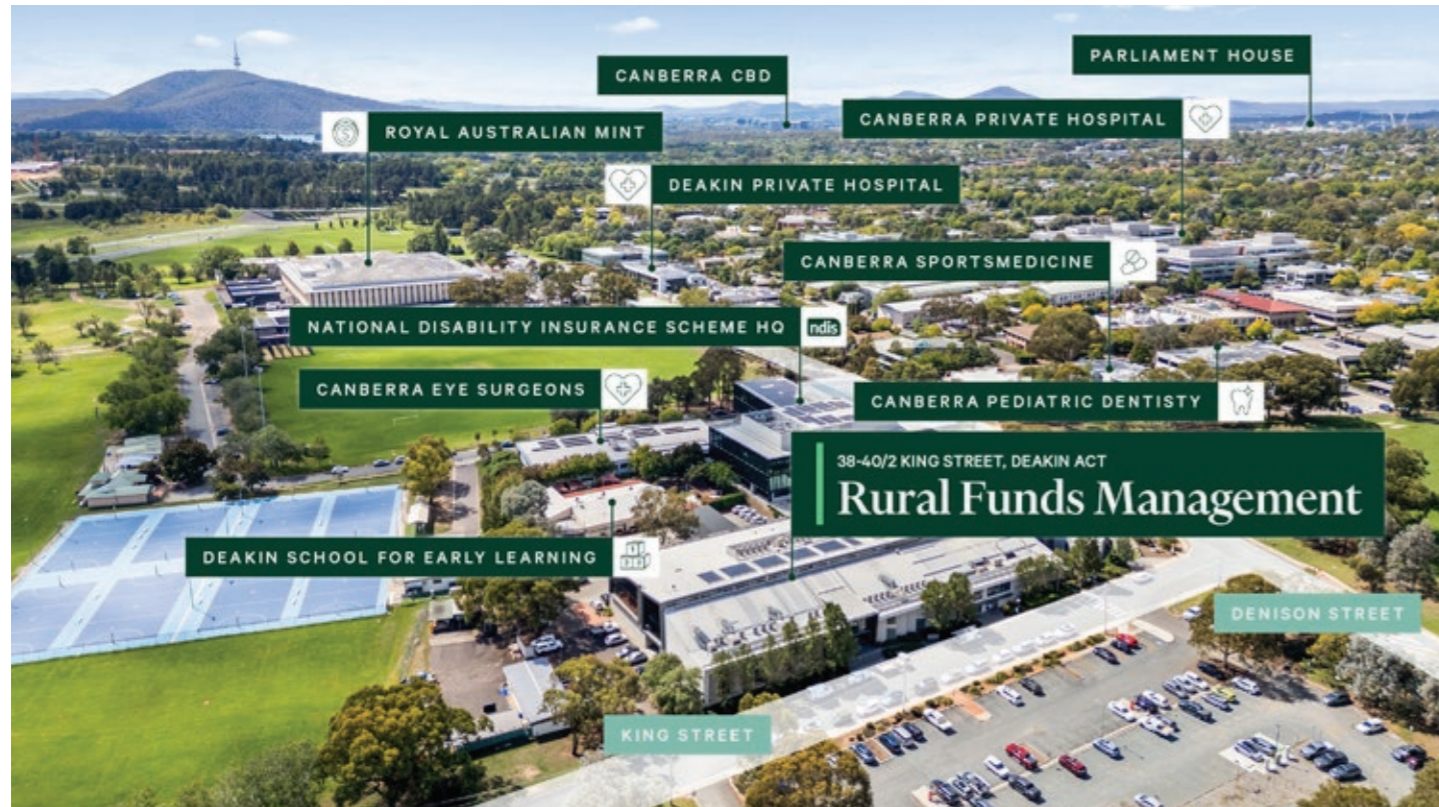 CANBERRA CBD
PARLIAMENT HOUSE
ROYAL AUSTRALIAN MINT
CANBERRA PRIVATE HOSPITAL
DEAKIN PRIVATE HOSPITAL
CANBERRA SPORTSMEDICINE
NATIONAL DISABILITY INSURANCE SCHEME HQ
ndis
CANBERRA EYE SURGEONS
CANBERRA PEDIATRIC DENTISTY
38-40/2 KING STREET, DEAKIN ACT
Rural Funds Management
DEAKIN SCHOOL FOR EARLY LEARNING
DENISON STREET
KING STREET